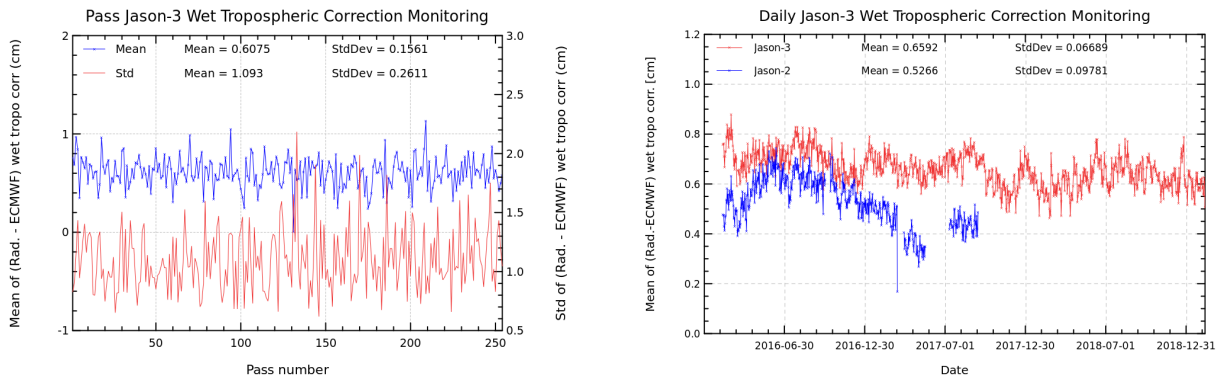 Pass Jason-3 Wet Tropospheric Correction Monitoring
Mean of (Rad. - ECMWF) wet tropo corr (cm)
2
1
0
-1
Mean Mean = 0.6075 StdDev = 0.1561
Std Mean = 1.093 StdDev = 0.2611
3.0
2.5
2.0
1.5
1.0
0.5
Std of (Rad. - ECMWF) wet tropo corr (cm)
50 100 150 200 250
Pass number
Daily Jason-3 Wet Tropospheric Correction Monitoring
Mean of (Rad.-ECMWF) wet tropo corr. [cm]
1.2
1.0
0.8
0.6
0.4
0.2
0.0
Jason-3 Mean = 0.6592 StdDev = 0.06689
Jason-2 Mean = 0.5266 StdDev = 0.09781
2016-06-30 2016-12-30 2017-07-01 2017-12-30 2018-07-01 2018-12-31
Date